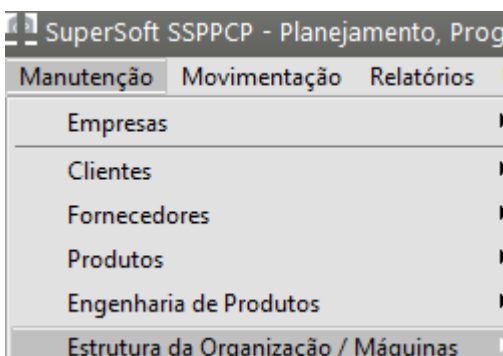 SuperSoft SSPPCP - Planejamento, Prog
Manutenção Movimentação Relatórios
Empresas
Clientes
Fornecedores
Produtos
Engenharia de Produtos
Estrutura da Organização / Máquinas